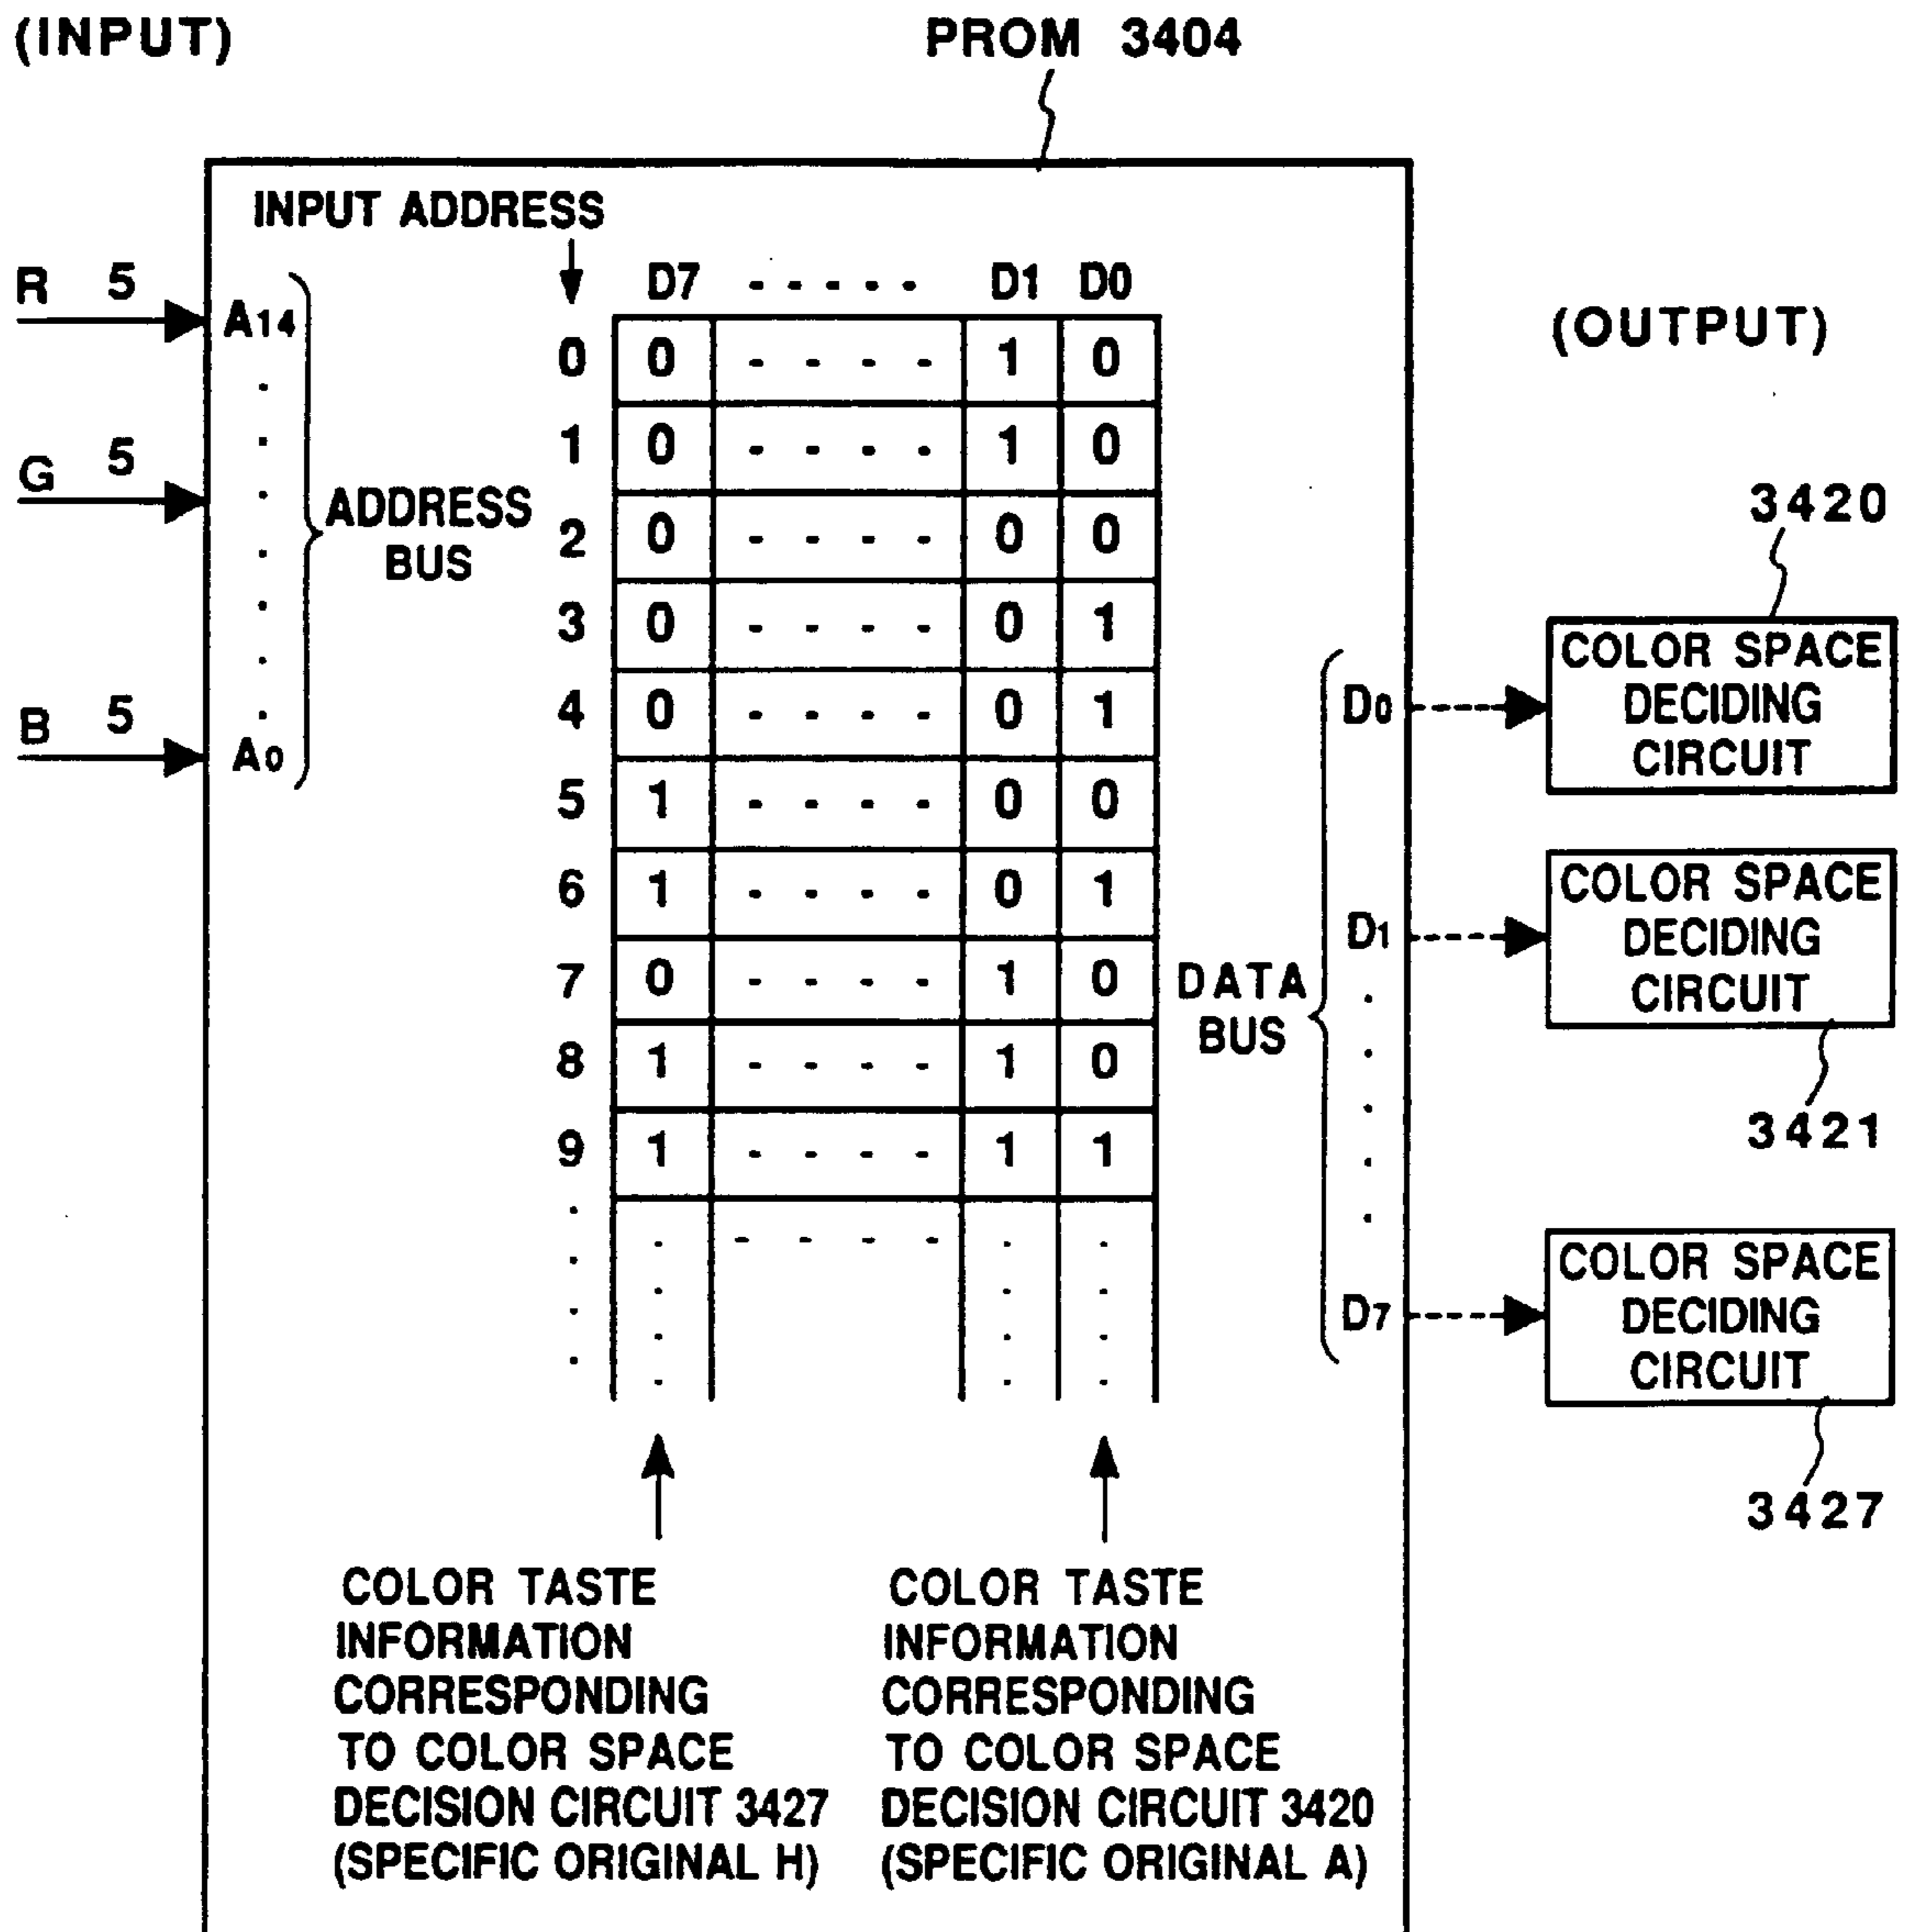 (INPUT)
PROM 3404
INPUT ADDRESS
R 5
G 5
B 5
A14
A0
ADDRESS
BUS
D7 - - - - - D1 D0
0 0 - - - - 1 0
1 0 - - - - 1 0
2 0 - - - - 0 0
3 0 - - - - 0 1
4 0 - - - - 0 1
5 1 - - - - 0 0
6 1 - - - - 0 1
7 0 - - - - 1 0
8 1 - - - - 1 0
9 1 - - - - 1 1
DATA
BUS
D0
D1
D7
(OUTPUT)
3420
COLOR SPACE
DECIDING
CIRCUIT
COLOR SPACE
DECIDING
CIRCUIT
3421
COLOR SPACE
DECIDING
CIRCUIT
3427
COLOR TASTE
INFORMATION
CORRESPONDING
TO COLOR SPACE
DECISION CIRCUIT 3427
(SPECIFIC ORIGINAL H)
COLOR TASTE
INFORMATION
CORRESPONDING
TO COLOR SPACE
DECISION CIRCUIT 3420
(SPECIFIC ORIGINAL A)